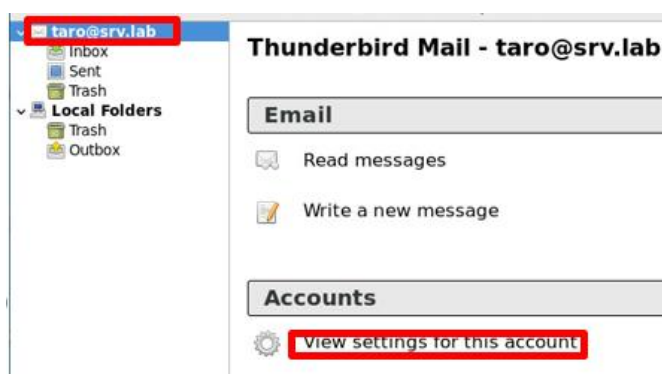 taro@srv.lab
Inbox
Sent
Trash
Local Folders
Trash
Outbox
Thunderbird Mail - taro@srv.lab
Email
Read messages
Write a new message
Accounts
View settings for this account